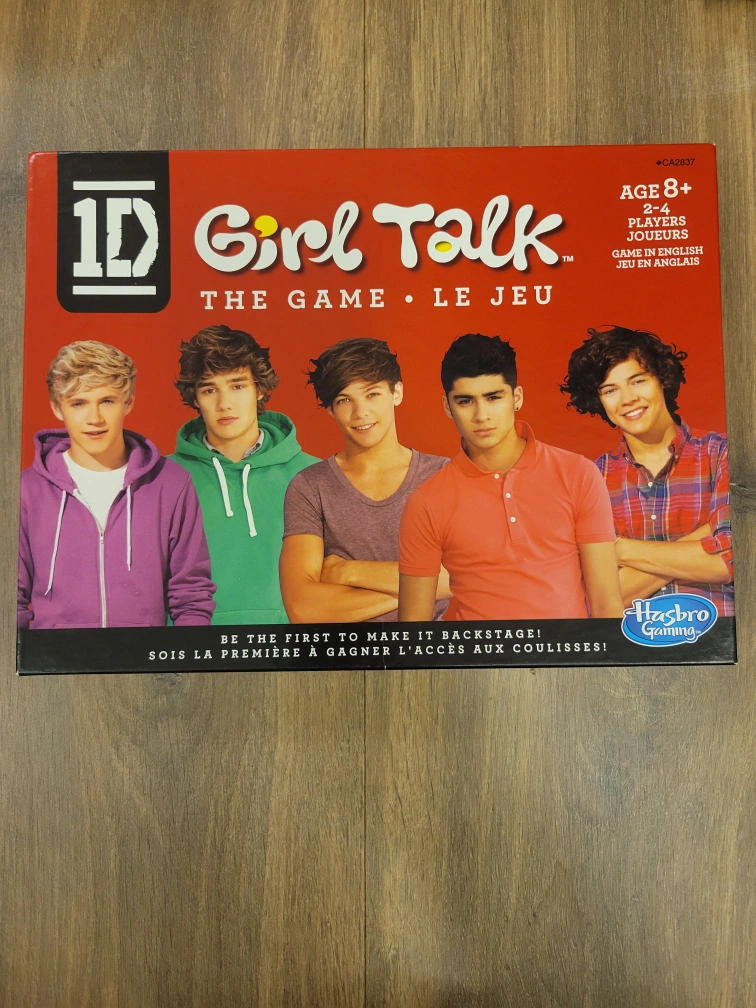 CA2837
1D
Girl Talk™
THE GAME • LE JEU
AGE 8+
2-4
PLAYERS
JOUEURS
GAME IN ENGLISH
JEU EN ANGLAIS
BE THE FIRST TO MAKE IT BACKSTAGE!
SOIS LA PREMIÈRE À GAGNER L'ACCÈS AUX COULISSES!
Hasbro
Gaming™